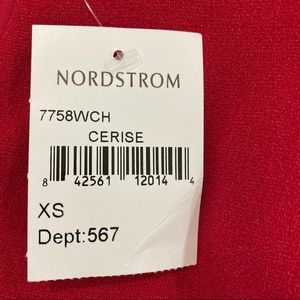 NORDSTROM
7758WCH
CERISE
8 42561 12014 4
XS
Dept:567